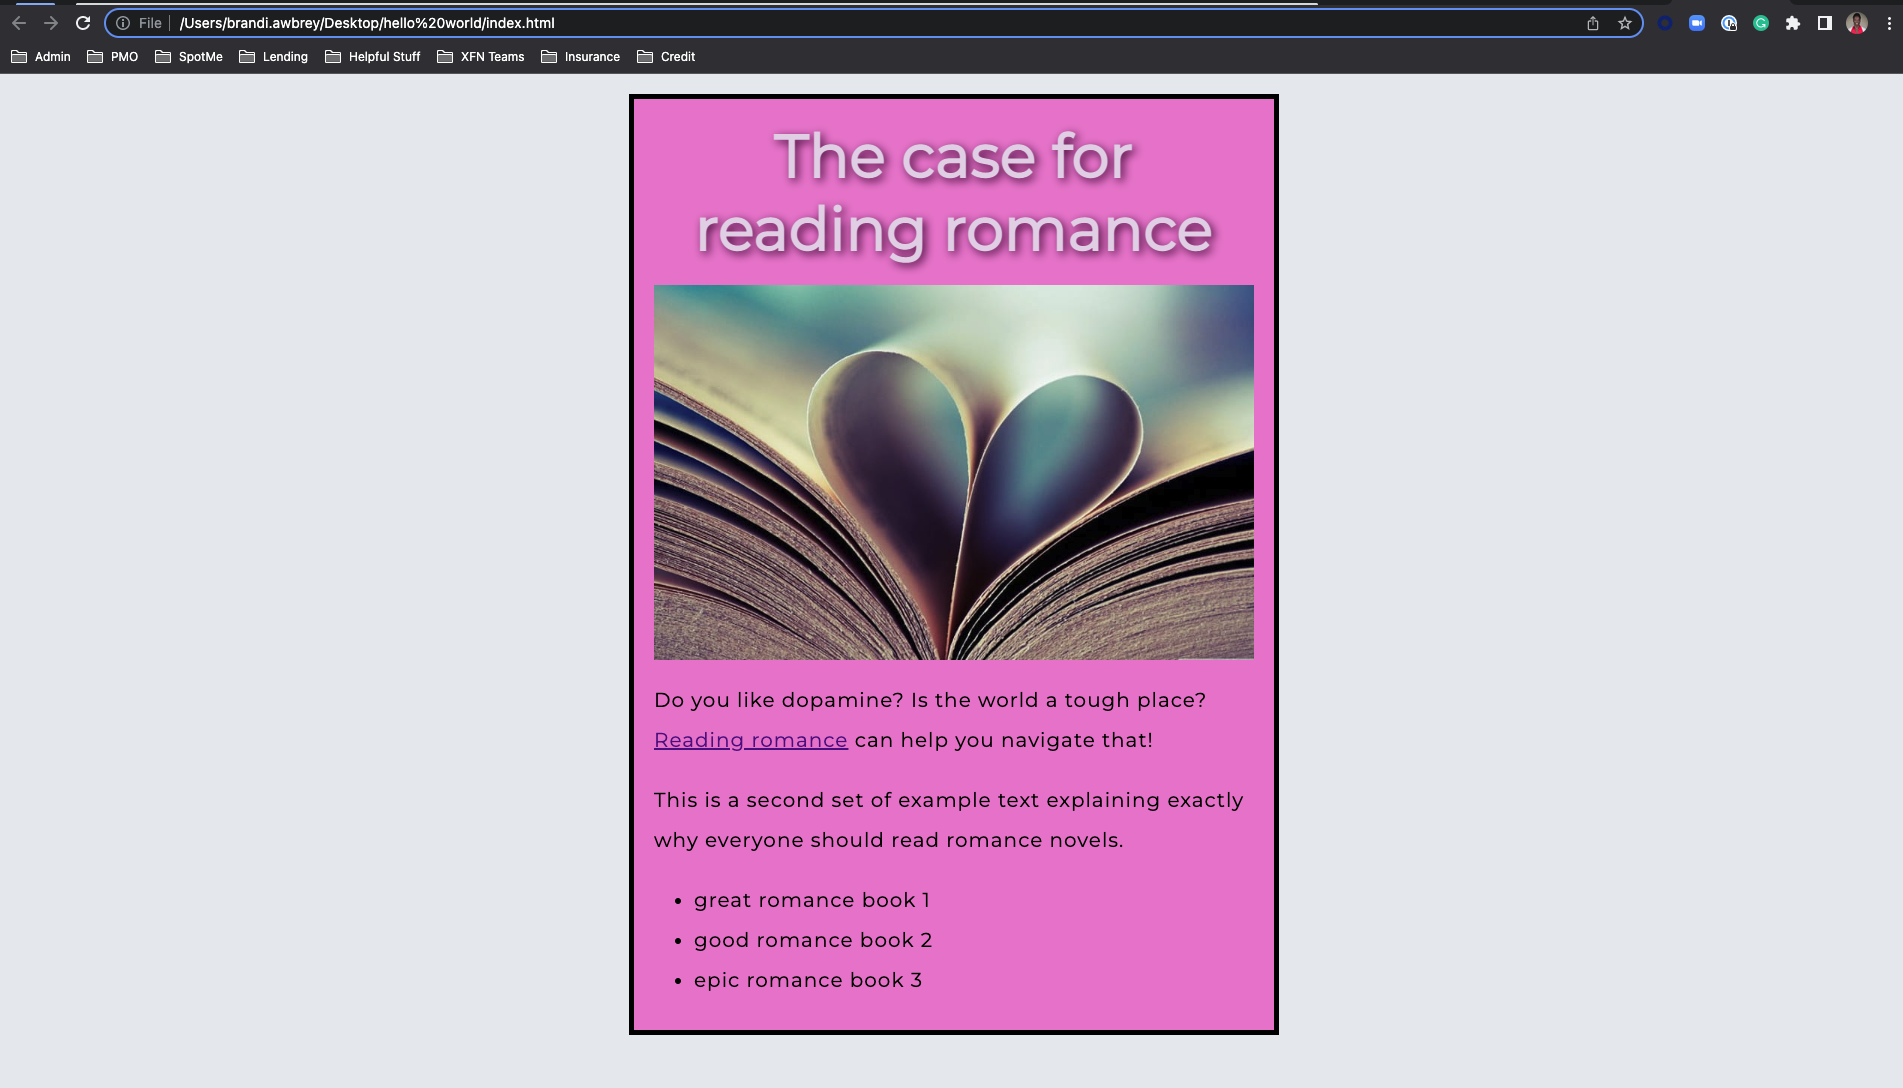 File /Users/brandi.awbrey/Desktop/hello%20world/index.html
Admin PMO SpotMe Lending Helpful Stuff XFN Teams Insurance Credit
The case for
reading romance
Do you like dopamine? Is the world a tough place?
Reading romance can help you navigate that!
This is a second set of example text explaining exactly
why everyone should read romance novels.
• great romance book 1
• good romance book 2
• epic romance book 3